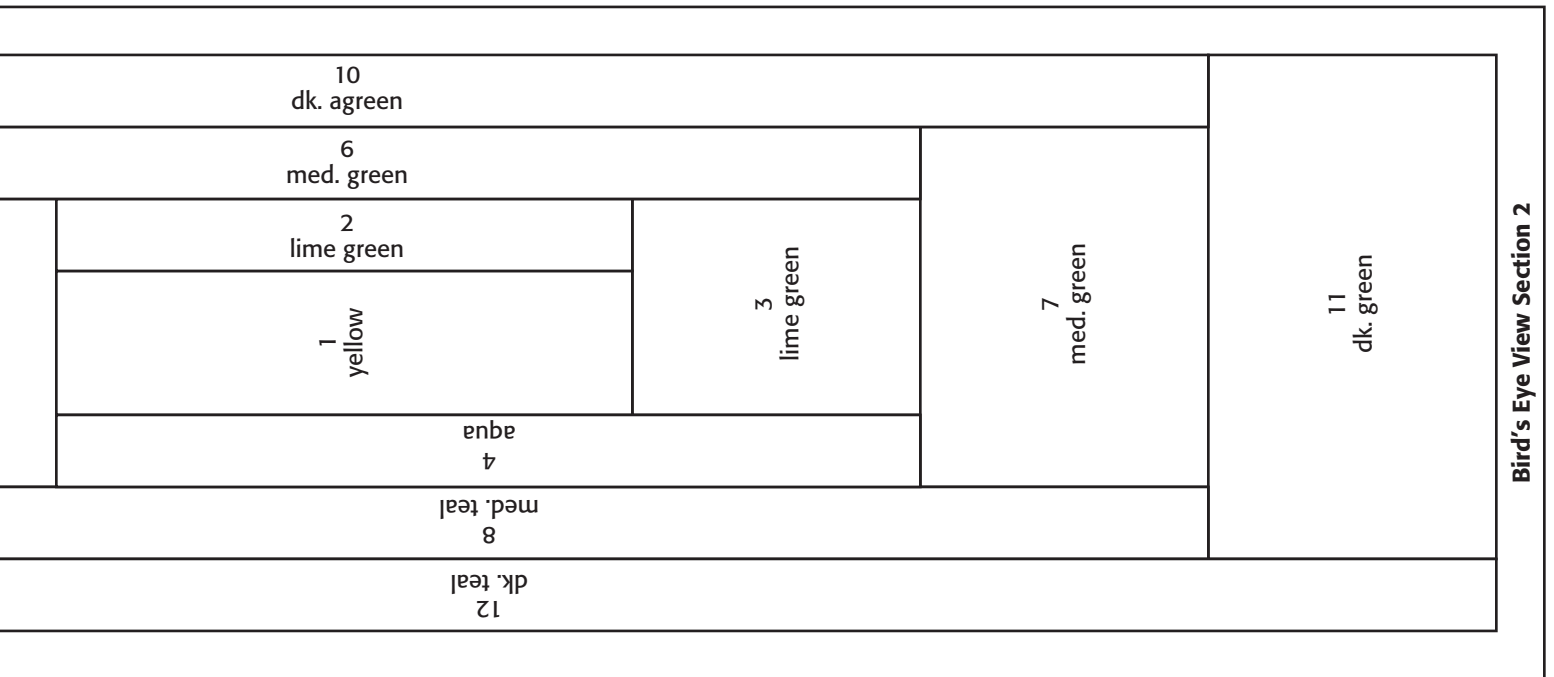 10
dk. agreen
6
med. green
2
lime green
1
yellow
3
lime green
7
med. green
11
dk. green
4
aqua
8
med. teal
12
dk. teal
Bird's Eye View Section 2